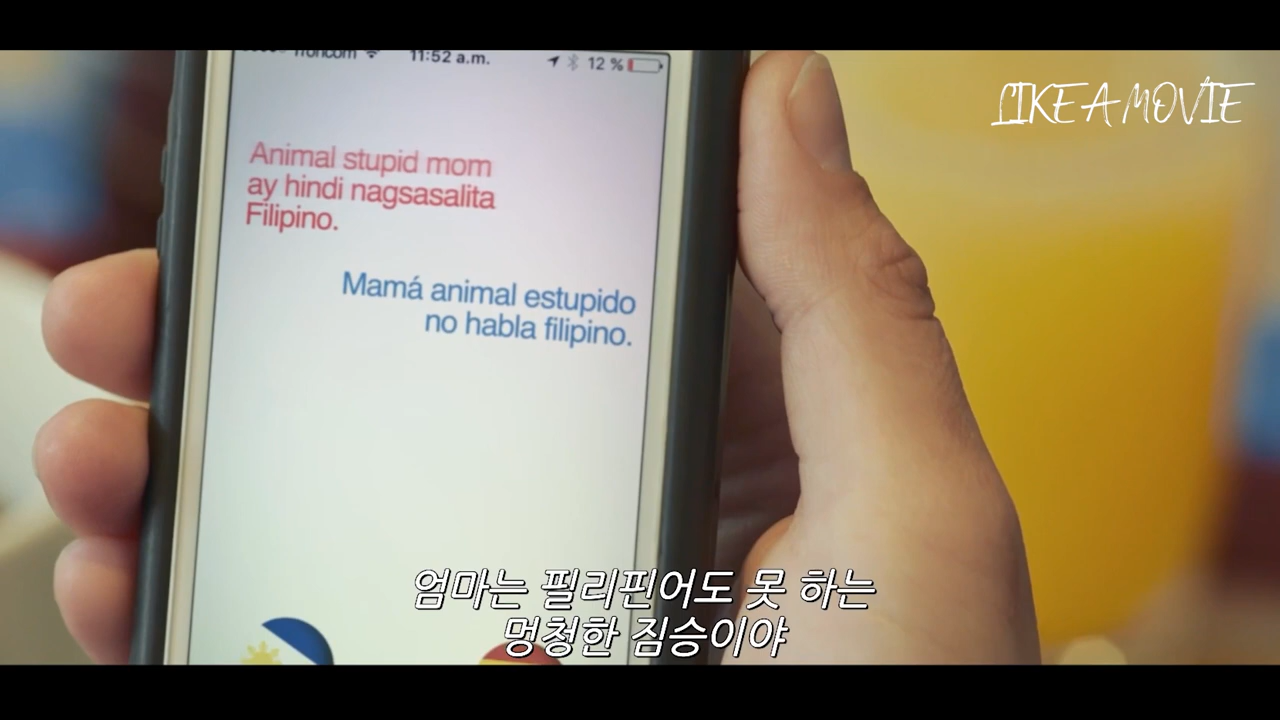 11:52 a.m.
12 %
LIKE A MOVIE
Animal stupid mom
ay hindi nagsasalita
Filipino.
Mamá animal estupido
no habla filipino.
엄마는 필리핀어도 못 하는
멍청한 짐승이야